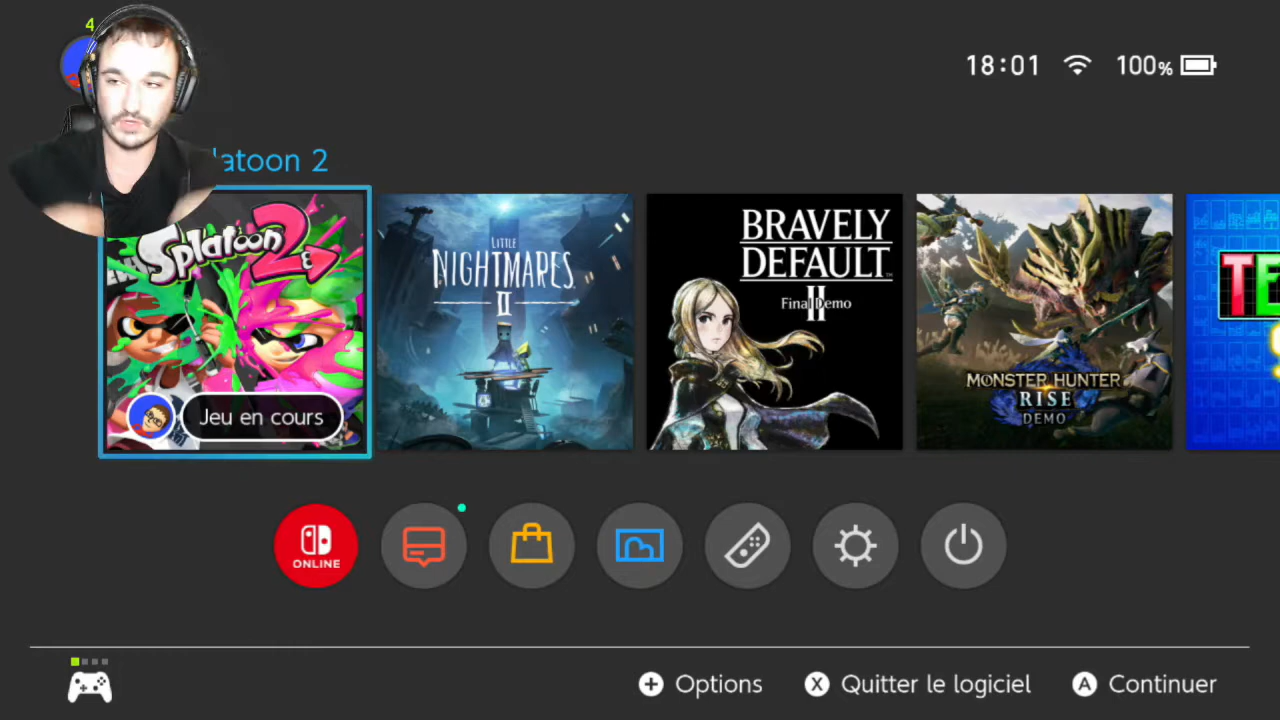 4
18:01
100%
latoon 2
Splatoon 2
Jeu en cours
LITTLE
NIGHTMARES
II
BRAVELY
DEFAULT
II
Final Demo
MONSTER HUNTER
RISE
DEMO
TE
S
ONLINE
+ Options
X Quitter le logiciel
A Continuer